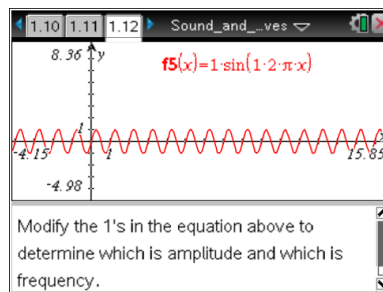 1.10 1.11 1.12 Sound_and_…ves
8.36 y
f5(x)=1·sin(1·2·π·x)
1
-4.15 1 15.85
-4.98
Modify the 1's in the equation above to
determine which is amplitude and which is
frequency.